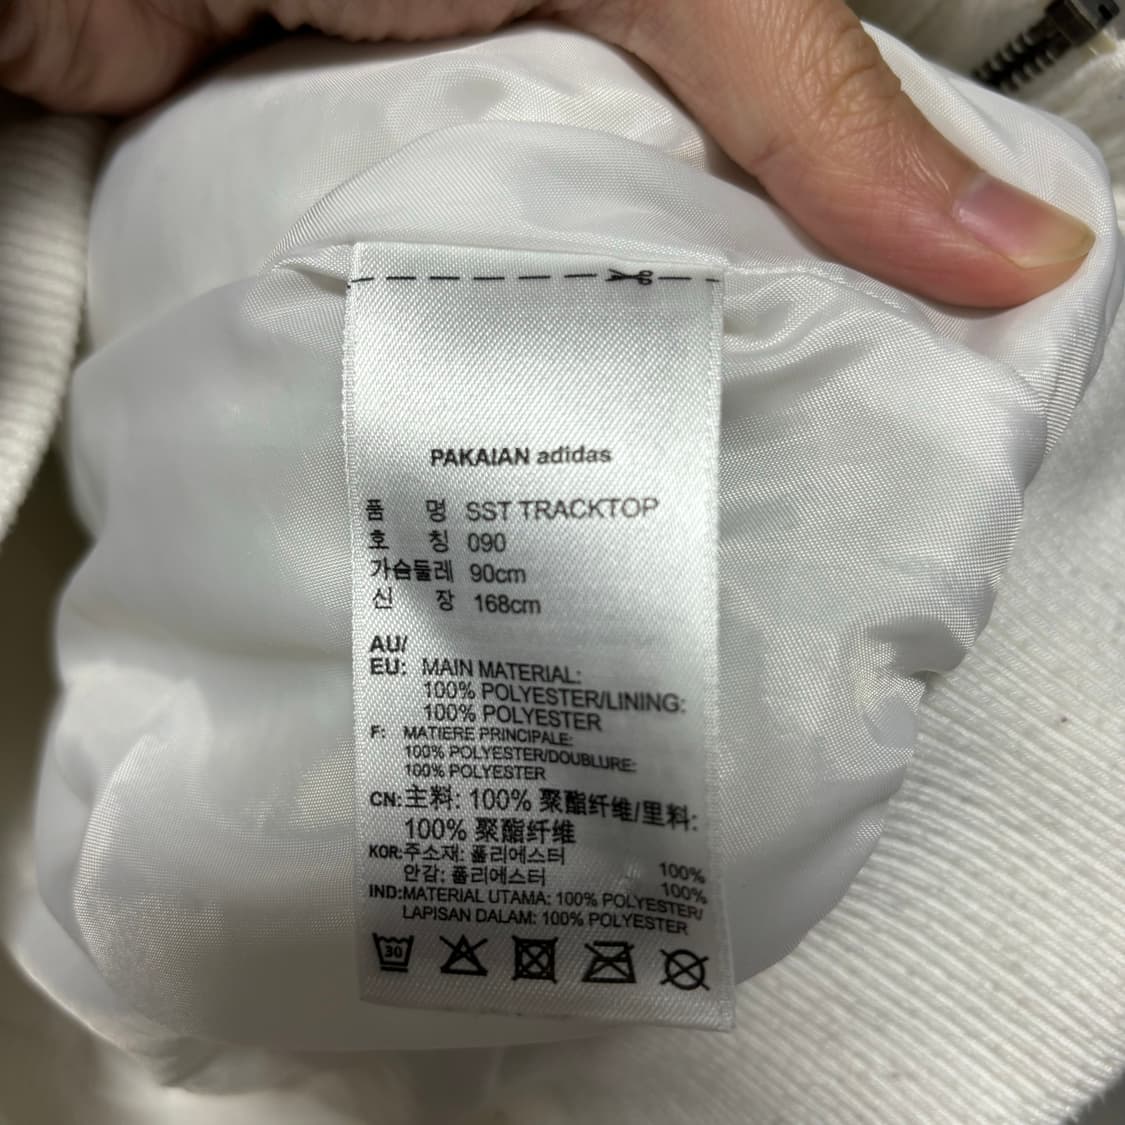 PAKAIAN adidas
품 명 SST TRACKTOP
호 칭 090
가슴둘레 90cm
신 장 168cm
AU/
EU: MAIN MATERIAL:
100% POLYESTER/LINING:
100% POLYESTER
F: MATIERE PRINCIPALE:
100% POLYESTER/DOUBLURE:
100% POLYESTER
CN:主料: 100% 聚酯纤维/里料:
100% 聚酯纤维
KOR:주소재: 폴리에스터 100%
안감: 폴리에스터 100%
IND:MATERIAL UTAMA: 100% POLYESTER/
LAPISAN DALAM: 100% POLYESTER
30